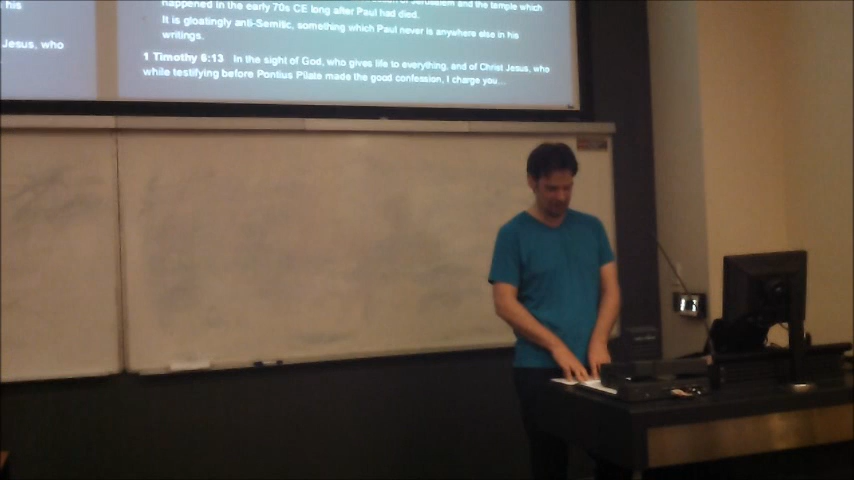 his
Jesus, who
happened in the early 70s CE long after Paul had died.
It is gloatingly anti-Semitic, something which Paul never is anywhere else in his
writings.
1 Timothy 6:13 In the sight of God, who gives life to everything, and of Christ Jesus, who
while testifying before Pontius Pilate made the good confession, I charge you...